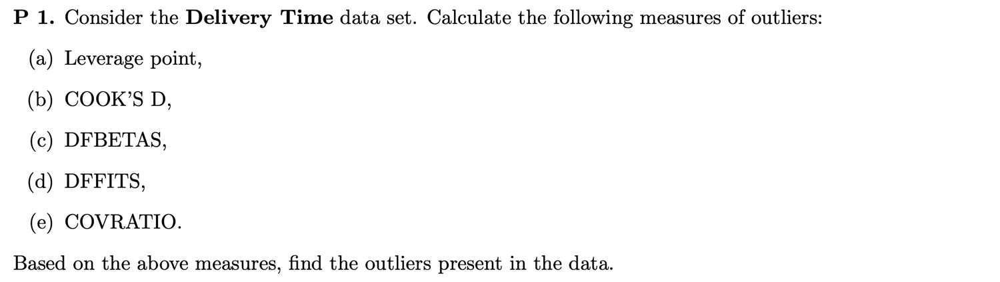 P 1. Consider the Delivery Time data set. Calculate the following measures of outliers:
(a) Leverage point,
(b) COOK'S D,
(c) DFBETAS,
(d) DFFITS,
(e) COVRATIO.
Based on the above measures, find the outliers present in the data.